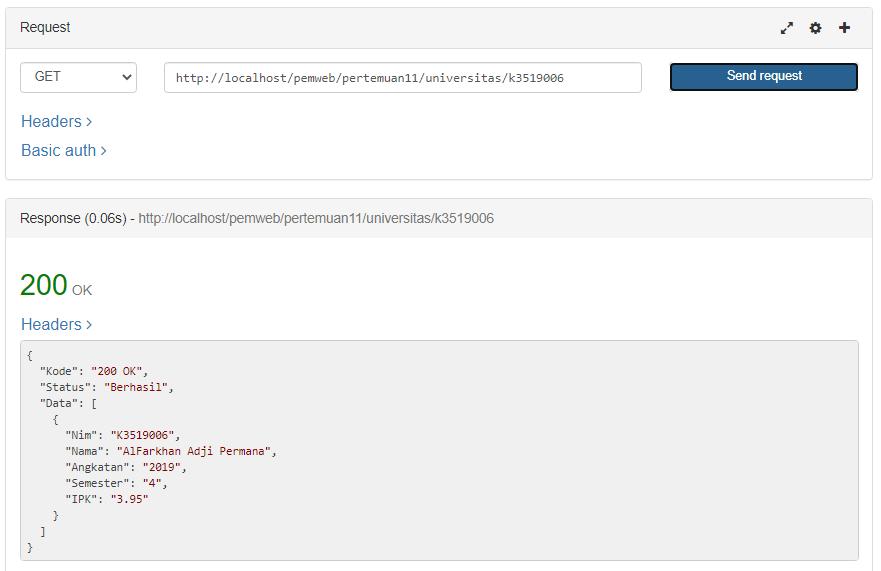 Request
GET
http://localhost/pemweb/pertemuan11/universitas/k3519006
Send request
Headers >
Basic auth >
Response (0.06s) - http://localhost/pemweb/pertemuan11/universitas/k3519006
200 OK
Headers >
{
"Kode": "200 OK",
"Status": "Berhasil",
"Data": [
{
"Nim": "K3519006",
"Nama": "AlFarkhan Adji Permana",
"Angkatan": "2019",
"Semester": "4",
"IPK": "3.95"
}
]
}